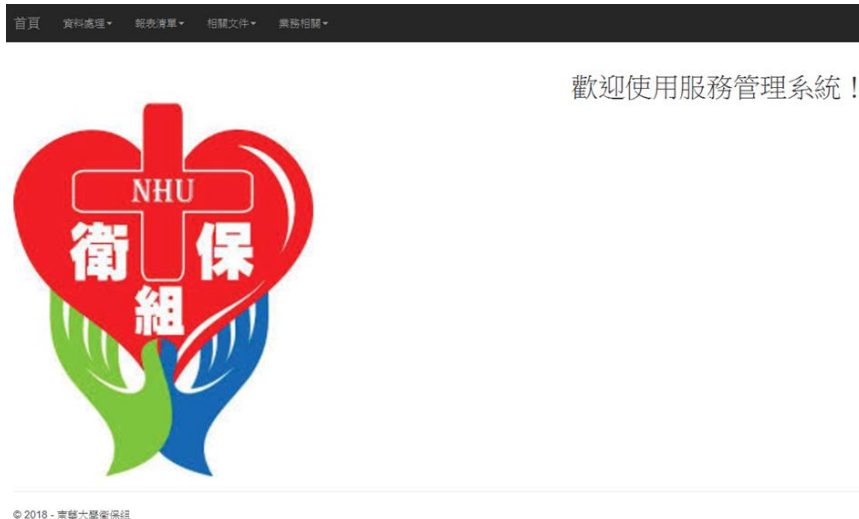 首頁 資料處理 報表清單 相關文件 業務相關
歡迎使用服務管理系統！
NHU
衛 保
組
© 2018 - 南華大學衛保組